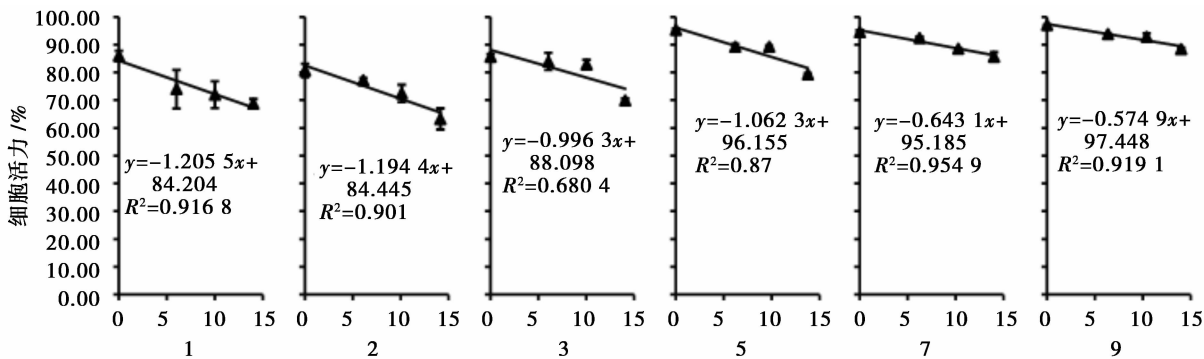 细胞活力 /%
100.00
90.00
80.00
70.00
60.00
50.00
40.00
30.00
20.00
10.00
0.00
y=−1.205 5x+
84.204
R²=0.916 8
0 5 10 15
1
y=−1.194 4x+
84.445
R²=0.901
0 5 10 15
2
y=−0.996 3x+
88.098
R²=0.680 4
0 5 10 15
3
y=−1.062 3x+
96.155
R²=0.87
0 5 10 15
5
y=−0.643 1x+
95.185
R²=0.954 9
0 5 10 15
7
y=−0.574 9x+
97.448
R²=0.919 1
0 5 10 15
9